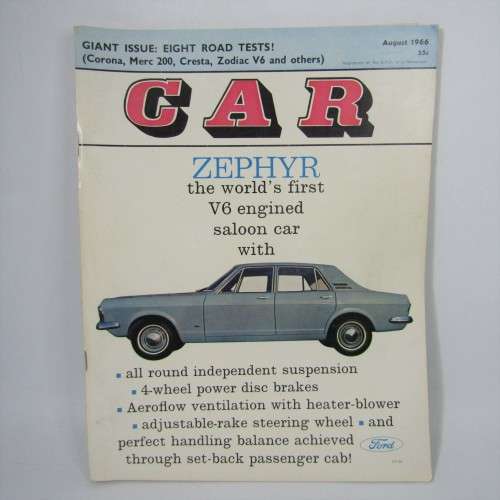 GIANT ISSUE: EIGHT ROAD TESTS!
(Corona, Merc 200, Cresta, Zodiac V6 and others)
August 1966
CAR
ZEPHYR
the world's first
V6 engined
saloon car
with
all round independent suspension
4-wheel power disc brakes
Aeroflow ventilation with heater-blower
adjustable-rake steering wheel ▪ and
perfect handling balance achieved
through set-back passenger cab!
Ford